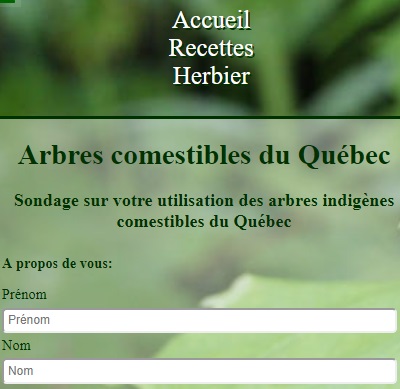 Accueil
Recettes
Herbier
Arbres comestibles du Québec
Sondage sur votre utilisation des arbres indigènes
comestibles du Québec
A propos de vous:
Prénom
Prénom
Nom
Nom